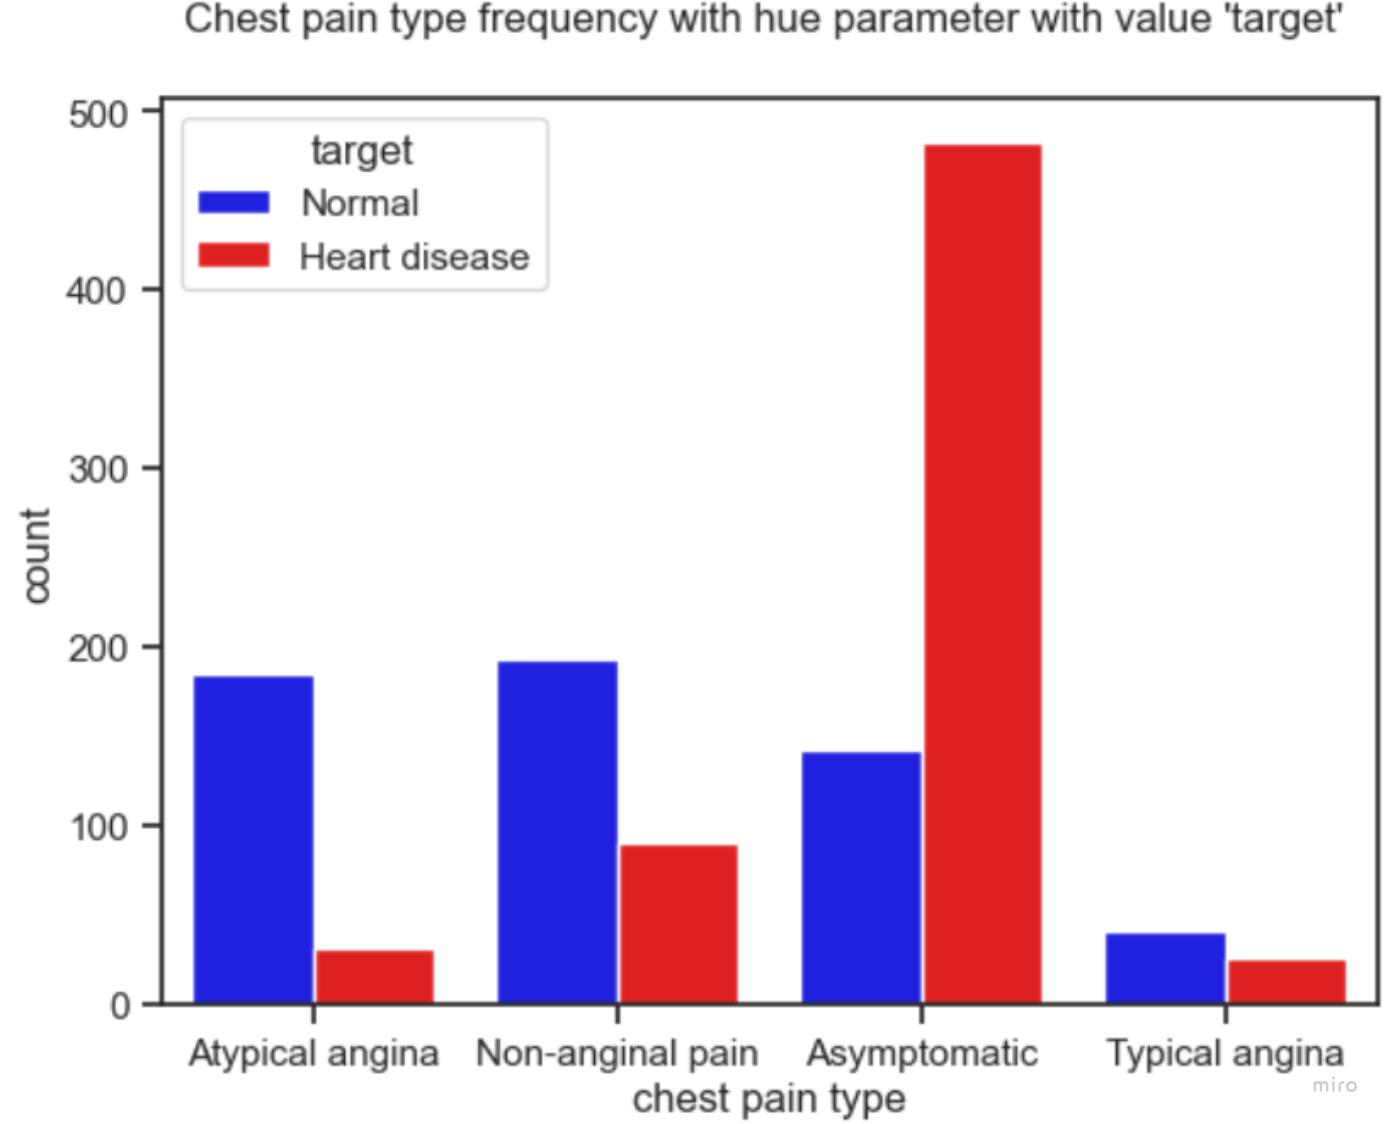 Chest pain type frequency with hue parameter with value 'target'
500
400
300
200
100
0
count
target
Normal
Heart disease
Atypical angina
Non-anginal pain
Asymptomatic
Typical angina
chest pain type
miro